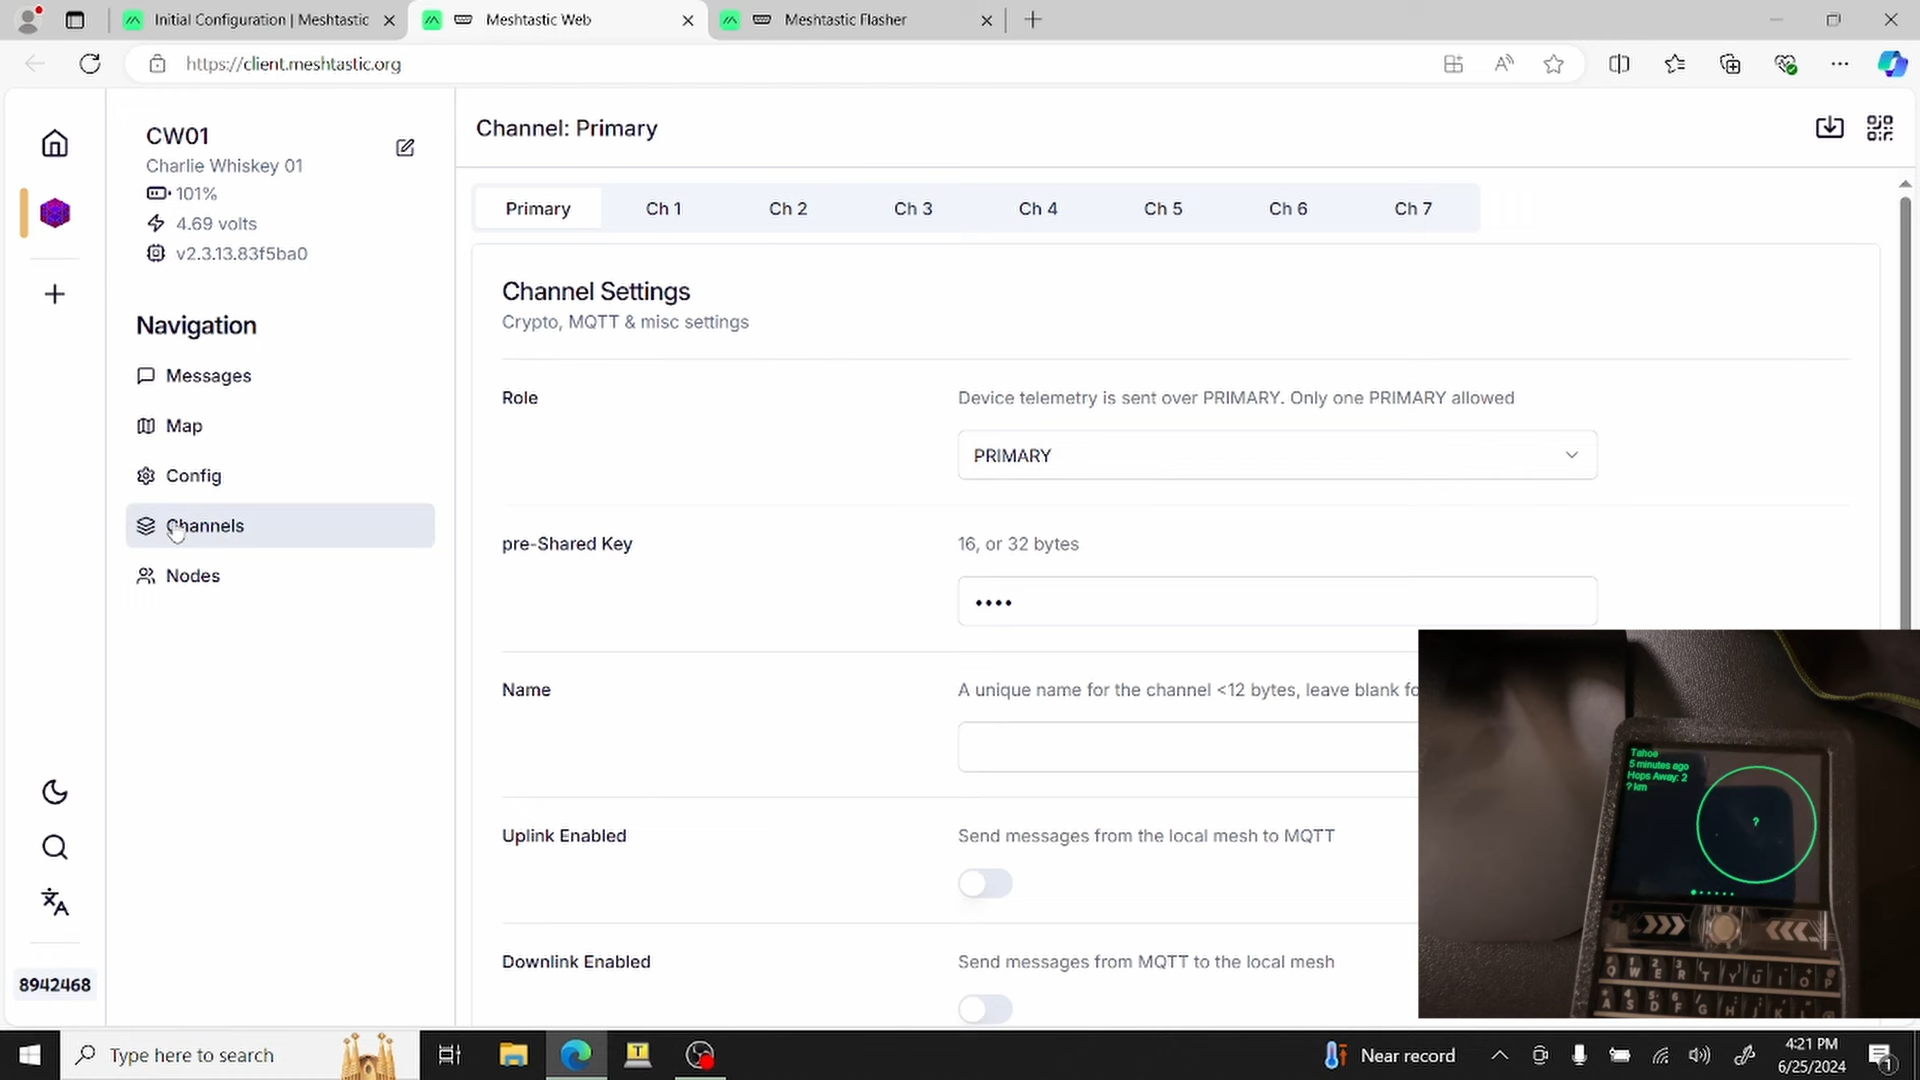 Initial Configuration | Meshtastic
Meshtastic Web
Meshtastic Flasher
https://client.meshtastic.org
CW01
Charlie Whiskey 01
101%
4.69 volts
v2.3.13.83f5ba0
Navigation
Messages
Map
Config
Channels
Nodes
8942468
Channel: Primary
Primary Ch 1 Ch 2 Ch 3 Ch 4 Ch 5 Ch 6 Ch 7
Channel Settings
Crypto, MQTT & misc settings
Role
Device telemetry is sent over PRIMARY. Only one PRIMARY allowed
PRIMARY
pre-Shared Key
16, or 32 bytes
••••
Name
A unique name for the channel <12 bytes, leave blank fo
Uplink Enabled
Send messages from the local mesh to MQTT
Downlink Enabled
Send messages from MQTT to the local mesh
Tahoe
5 minutes ago
Hops Away: 2
? km
?
Type here to search
Near record
4:21 PM
6/25/2024
1